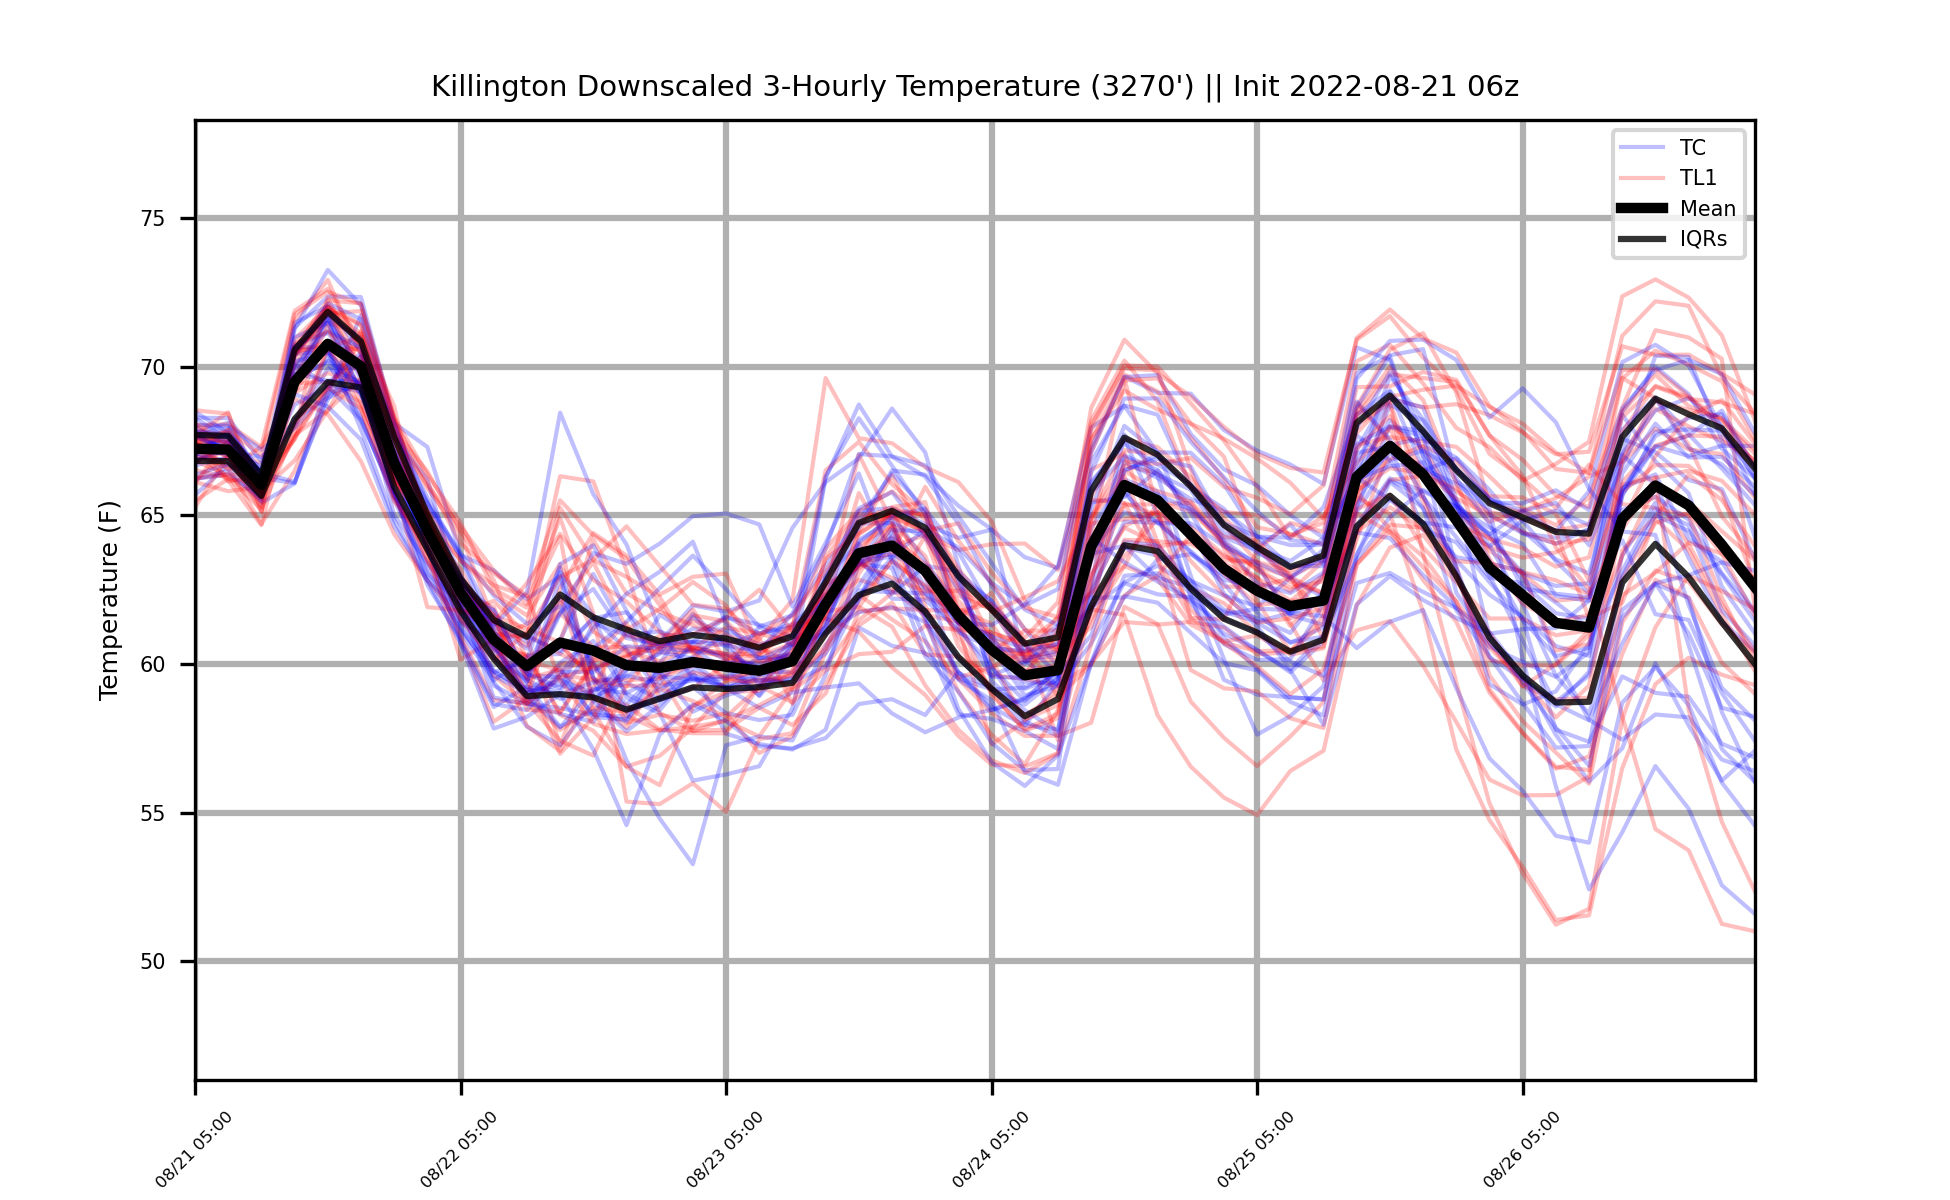 Killington Downscaled 3-Hourly Temperature (3270') || Init 2022-08-21 06z
TC
TL1
Mean
IQRs
Temperature (F)
75
70
65
60
55
50
08/21 05:00
08/22 05:00
08/23 05:00
08/24 05:00
08/25 05:00
08/26 05:00